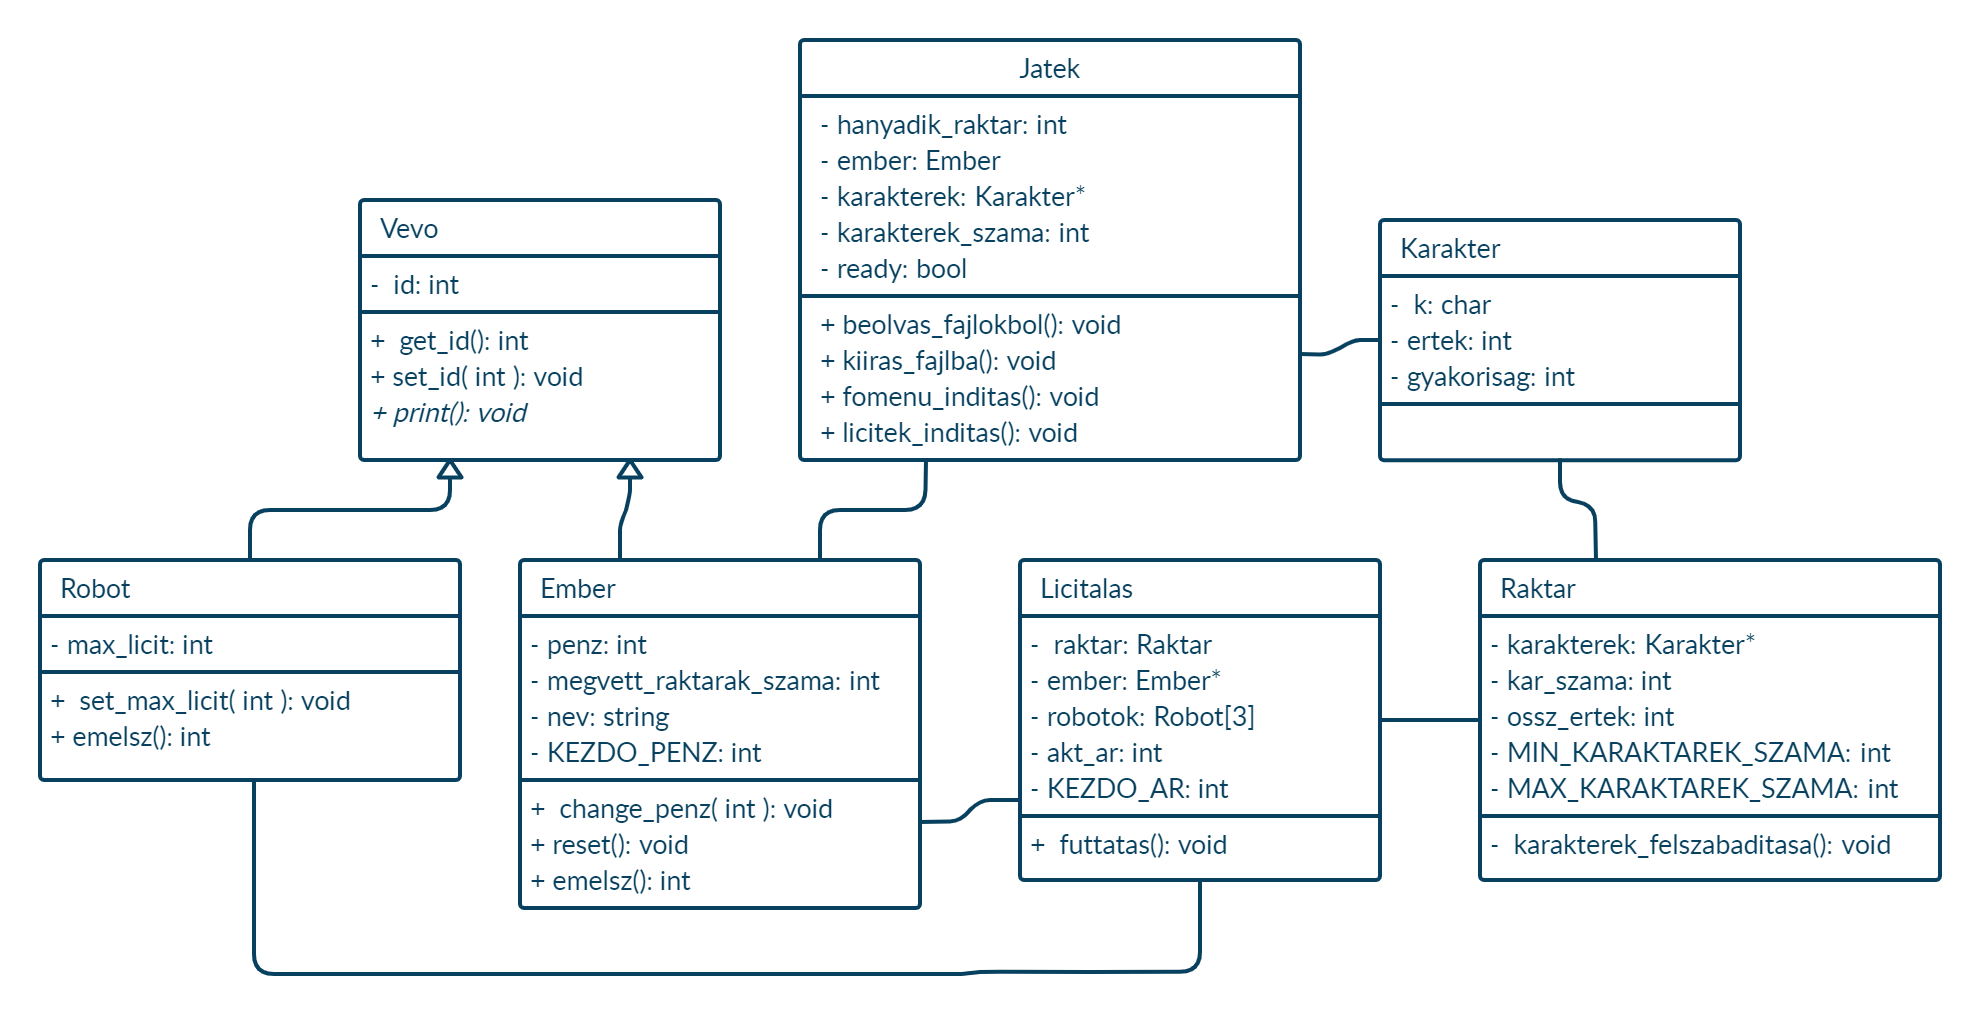 Jatek
- hanyadik_raktar: int
- ember: Ember
- karakterek: Karakter*
- karakterek_szama: int
- ready: bool
+ beolvas_fajlokbol(): void
+ kiiras_fajlba(): void
+ fomenu_inditas(): void
+ licitek_inditas(): void
Vevo
- id: int
+ get_id(): int
+ set_id( int ): void
+ print(): void
Karakter
- k: char
- ertek: int
- gyakorisag: int
Robot
- max_licit: int
+ set_max_licit( int ): void
+ emelsz(): int
Ember
- penz: int
- megvett_raktarak_szama: int
- nev: string
- KEZDO_PENZ: int
+ change_penz( int ): void
+ reset(): void
+ emelsz(): int
Licitalas
- raktar: Raktar
- ember: Ember*
- robotok: Robot[3]
- akt_ar: int
- KEZDO_AR: int
+ futtatas(): void
Raktar
- karakterek: Karakter*
- kar_szama: int
- ossz_ertek: int
- MIN_KARAKTAREK_SZAMA: int
- MAX_KARAKTAREK_SZAMA: int
- karakterek_felszabaditasa(): void